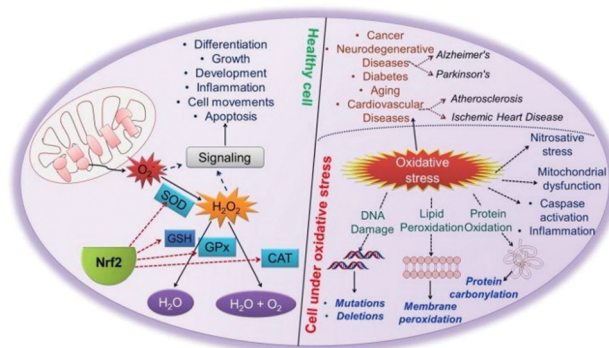 • Differentiation
• Growth
• Development
• Inflammation
• Cell movements
• Apoptosis
Signaling
O₂
SOD
H₂O₂
GSH
GPx
CAT
Nrf2
H₂O
H₂O + O₂
Healthy cell
Cell under oxidative stress
• Cancer
• Neurodegenerative
Diseases
• Diabetes
• Aging
• Cardiovascular
Diseases
Alzheimer's
Parkinson's
Atherosclerosis
Ischemic Heart Disease
Oxidative
stress
Nitrosative
stress
Mitochondrial
dysfunction
• Caspase
activation
• Inflammation
DNA
Damage
Lipid
Peroxidation
Protein
Oxidation
• Mutations
• Deletions
Membrane
peroxidation
Protein
carbonylation